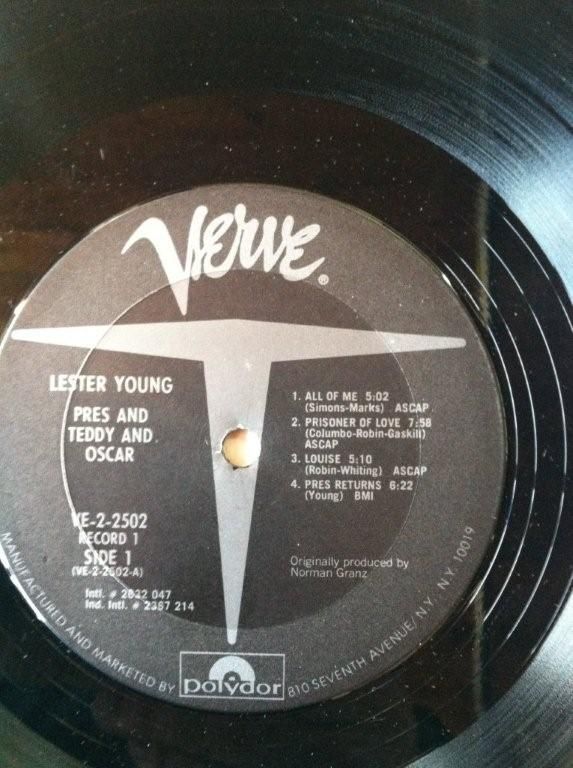 Verve®
LESTER YOUNG
PRES AND
TEDDY AND
OSCAR
VE-2-2502
RECORD 1
SIDE 1
(VE-2-2502-A)
Intl. # 2632 047
Ind. Intl. # 2367 214
1. ALL OF ME 5:02
(Simons-Marks) ASCAP
2. PRISONER OF LOVE 7:58
(Columbo-Robin-Gaskill)
ASCAP
3. LOUISE 5:10
(Robin-Whiting) ASCAP
4. PRES RETURNS 6:22
(Young) BMI
Originally produced by
Norman Granz
MANUFACTURED AND MARKETED BY polydor 810 SEVENTH AVENUE/N.Y. N.Y. 10019